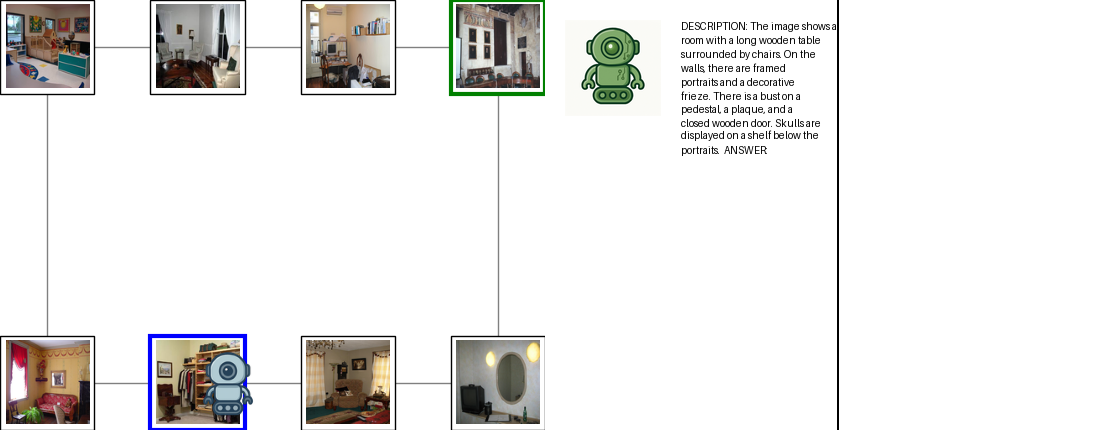 DESCRIPTION: The image shows a
room with a long wooden table
surrounded by chairs. On the
walls, there are framed
portraits and a decorative
frieze. There is a bust on a
pedestal, a plaque, and a
closed wooden door. Skulls are
displayed on a shelf below the
portraits.  ANSWER: